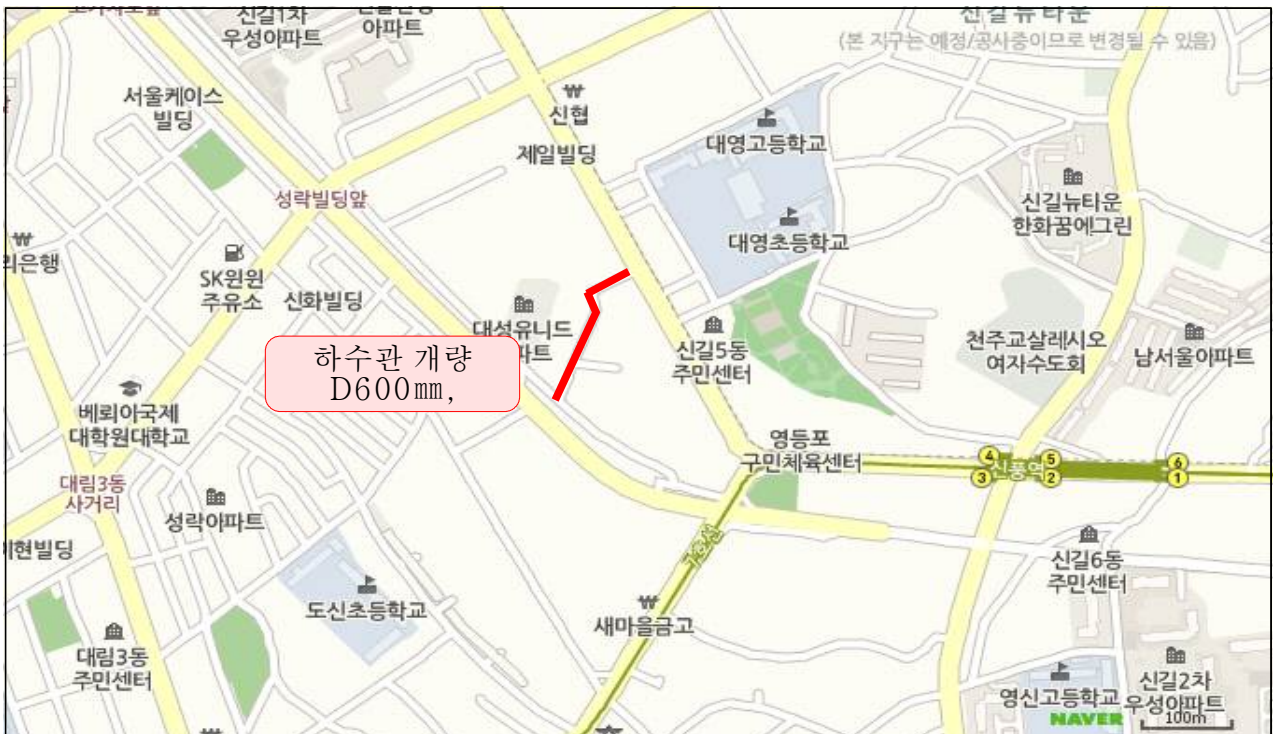 신길1차
우성아파트
아파트
신길뉴타운
(본 지구는 예정/공사중이므로 변경될 수 있음)
서울케이스
빌딩
신협
제일빌딩
대영고등학교
성락빌딩앞
신길뉴타운
한화꿈에그린
대영초등학교
SK윈윈
주유소
신화빌딩
대성유니드
파트
신길5동
주민센터
천주교살레시오
여자수도회
남서울아파트
하수관 개량
D600㎜,
베뢰아국제
대학원대학교
영등포
구민체육센터
4
3
신풍역
5
2
6
1
대림3동
사거리
성락아파트
현빌딩
신길6동
주민센터
도신초등학교
새마을금고
대림3동
주민센터
영신고등학교
신길2차
우성아파트
NAVER
100m